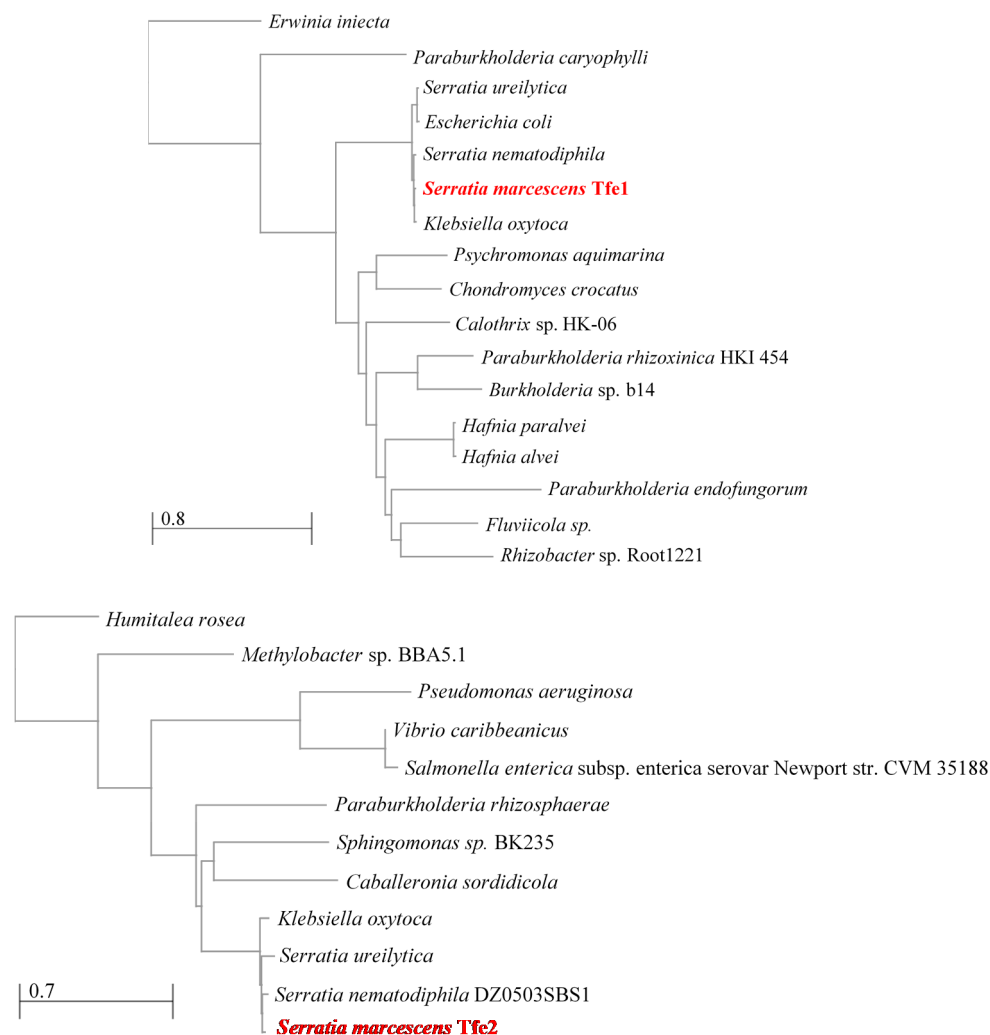 Erwinia iniecta
Paraburkholderia caryophylli
Serratia ureilytica
Escherichia coli
Serratia nematodiphila
Serratia marcescens Tfe1
Klebsiella oxytoca
Psychromonas aquimarina
Chondromyces crocatus
Calothrix sp. HK-06
Paraburkholderia rhizoxinica HKI 454
Burkholderia sp. b14
Hafnia paralvei
Hafnia alvei
Paraburkholderia endofungorum
0.8
Fluviicola sp.
Rhizobacter sp. Root1221
Humitalea rosea
Methylobacter sp. BBA5.1
Pseudomonas aeruginosa
Vibrio caribbeanicus
Salmonella enterica subsp. enterica serovar Newport str. CVM 35188
Paraburkholderia rhizosphaerae
Sphingomonas sp. BK235
Caballeronia sordidicola
Klebsiella oxytoca
Serratia ureilytica
0.7
Serratia nematodiphila DZ0503SBS1
Serratia marcescens Tfe2